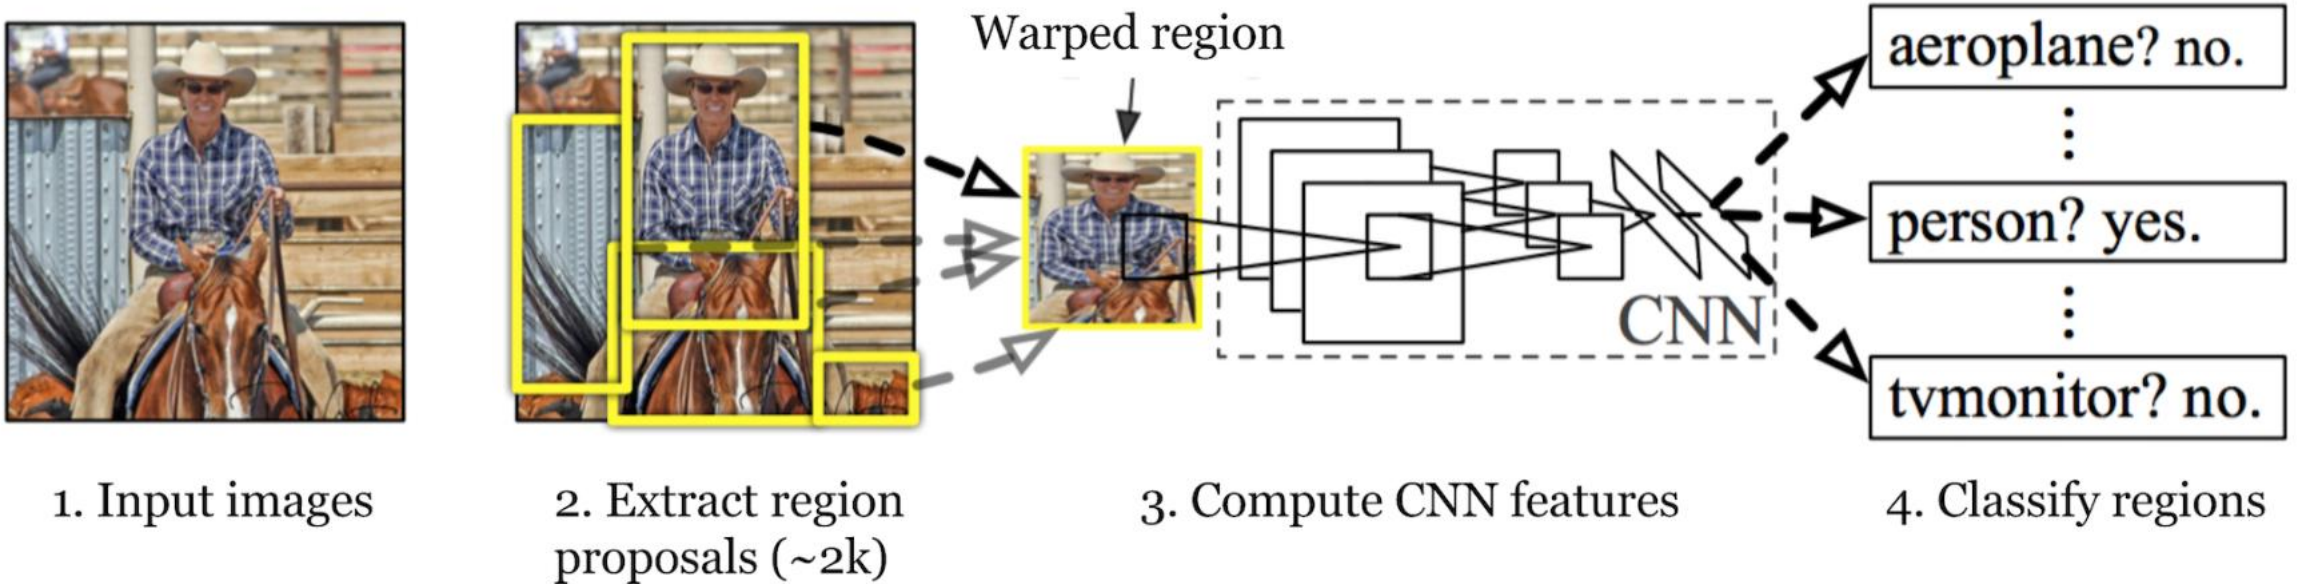 Warped region
aeroplane? no.
person? yes.
CNN
tvmonitor? no.
1. Input images
2. Extract region
proposals (~2k)
3. Compute CNN features
4. Classify regions